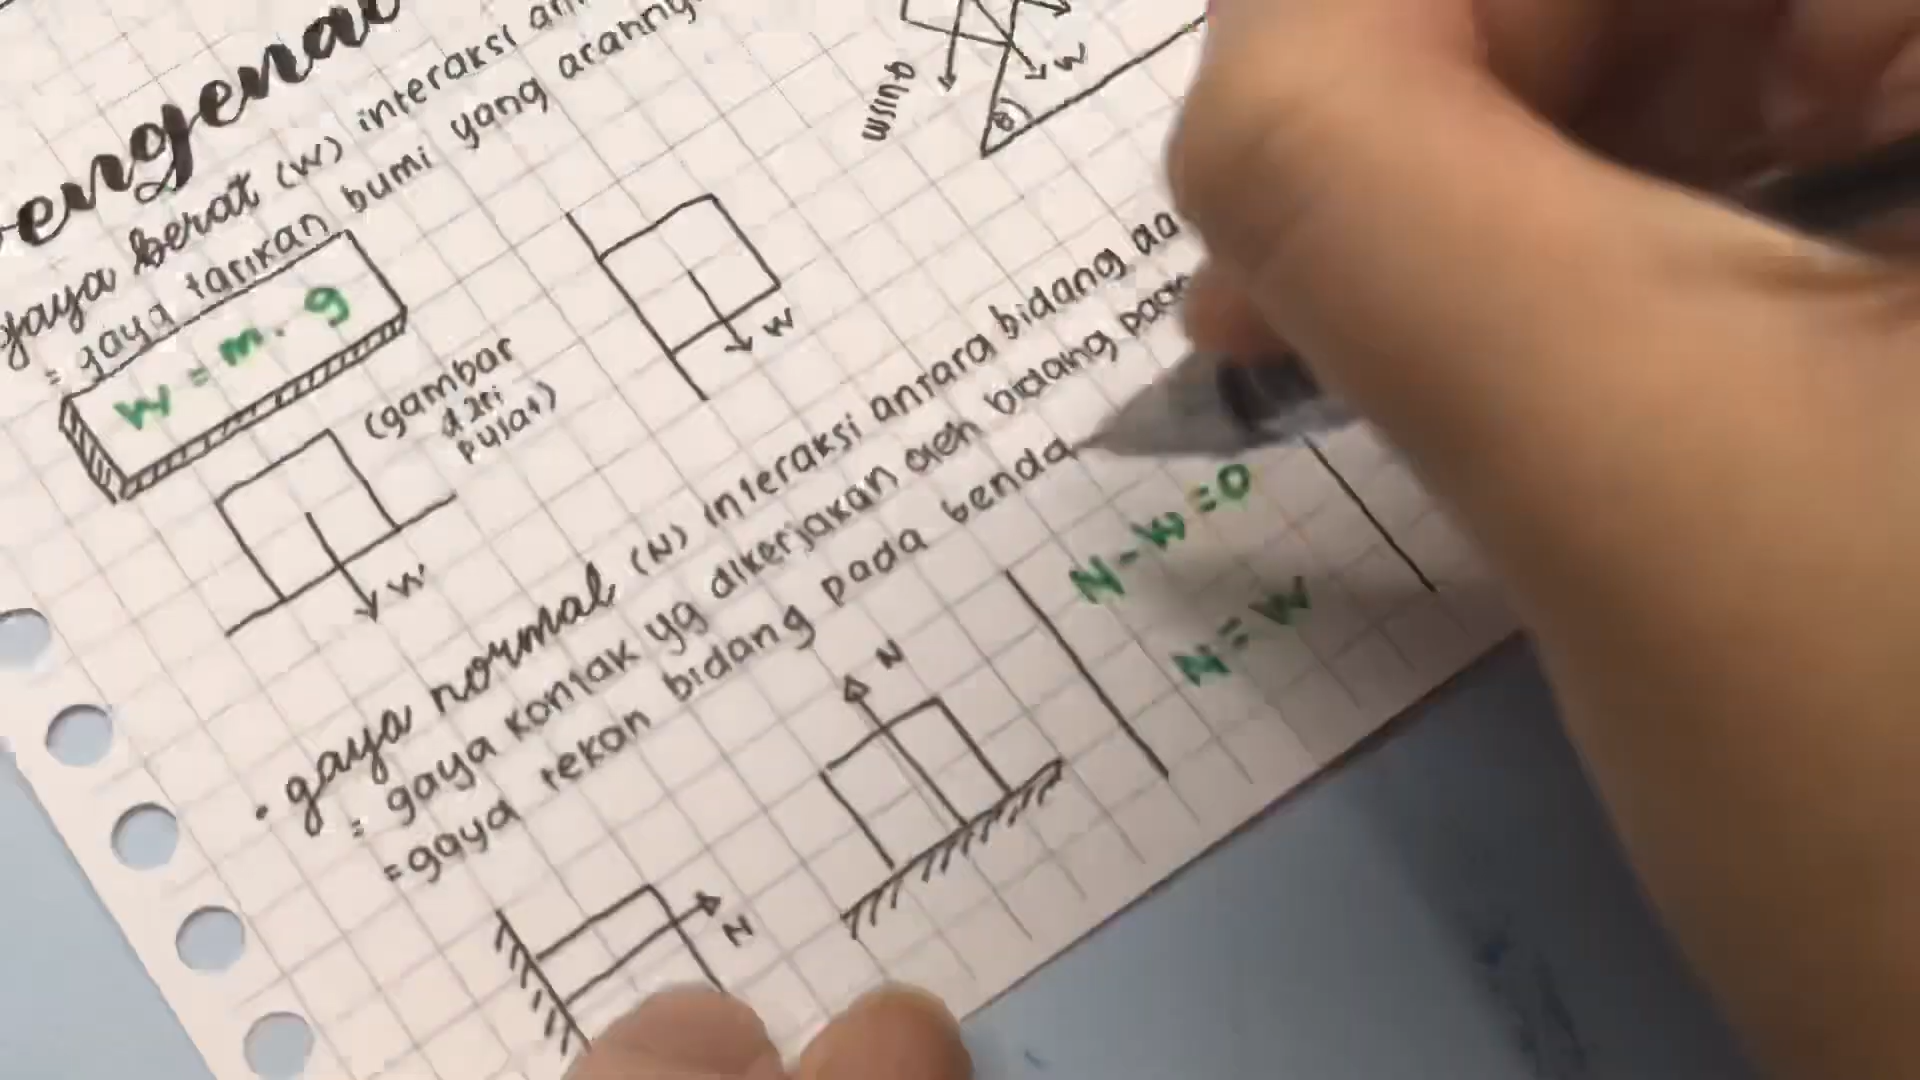 gaya berat (W) interaksi
= gaya tarikan bumi yang arahnya
W = m . g
(gambar
dari
pusat)
W
W
W
wsinθ
θ
• gaya normal (N) interaksi antara bidang
= gaya kontak yg dikerjakan oleh bidang pada
= gaya tekan bidang pada benda
N
N
N - W = 0
N = W